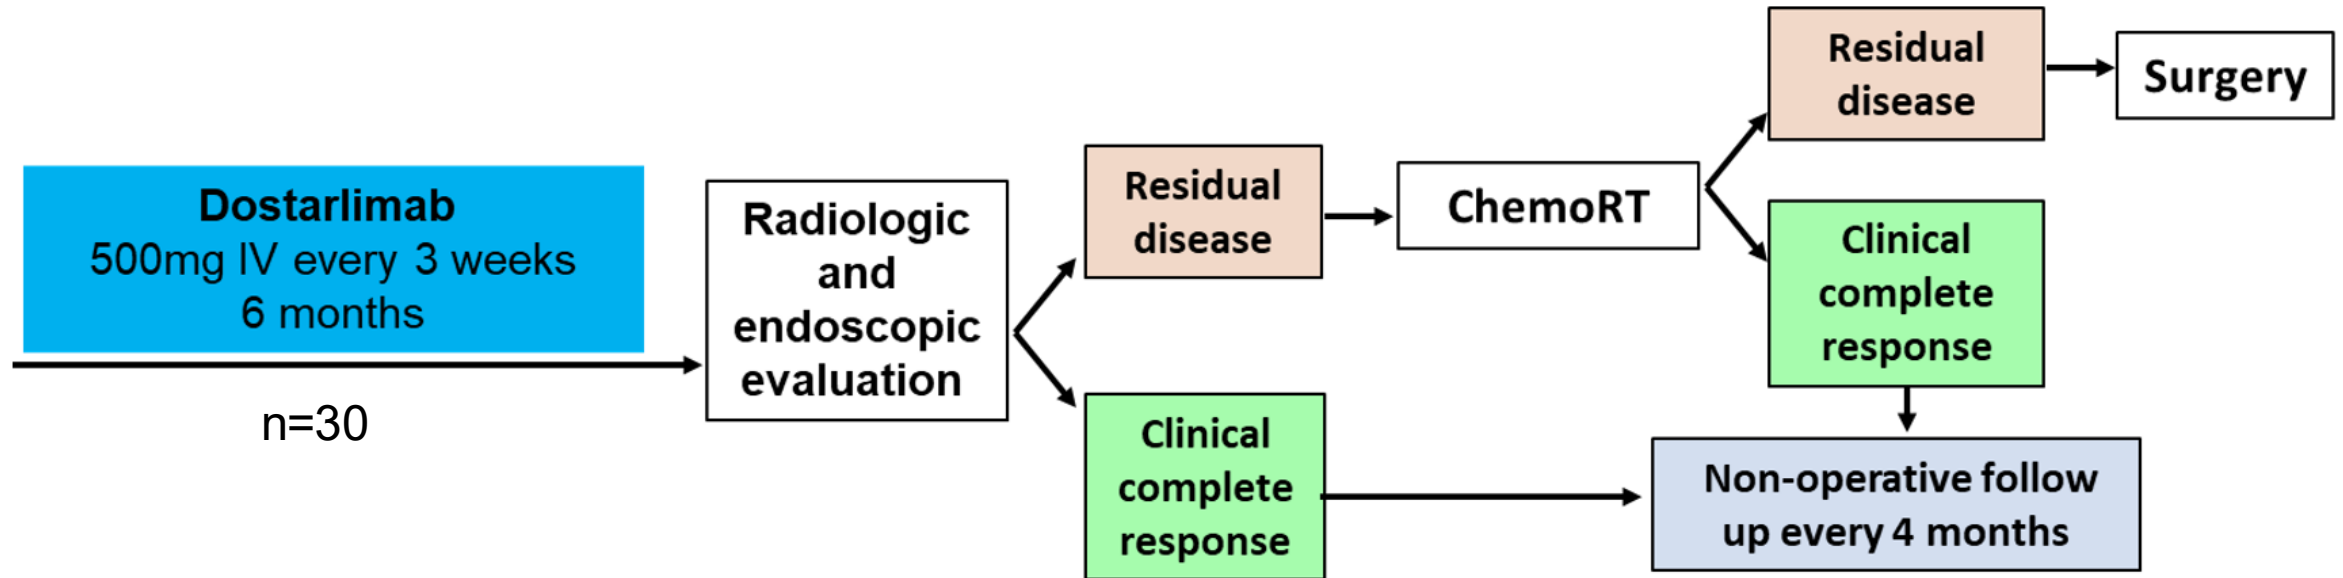 Dostarlimab
500mg IV every 3 weeks
6 months
n=30
Radiologic
and
endoscopic
evaluation
Residual
disease
Clinical
complete
response
ChemoRT
Residual
disease
Surgery
Clinical
complete
response
Non-operative follow
up every 4 months